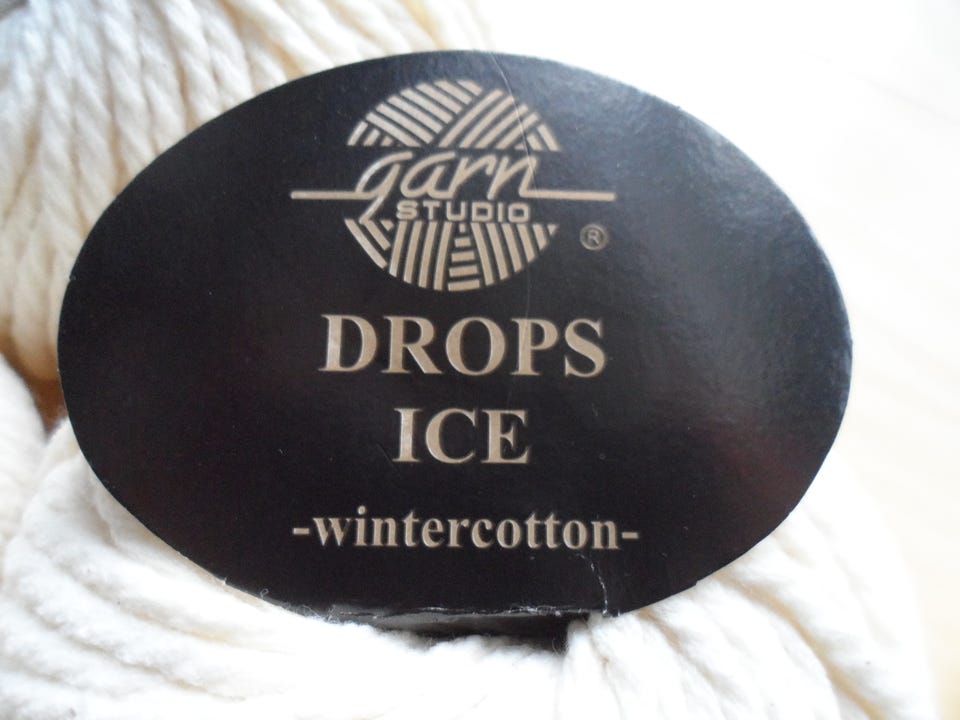 garn
STUDIO
®
DROPS
ICE
-wintercotton-